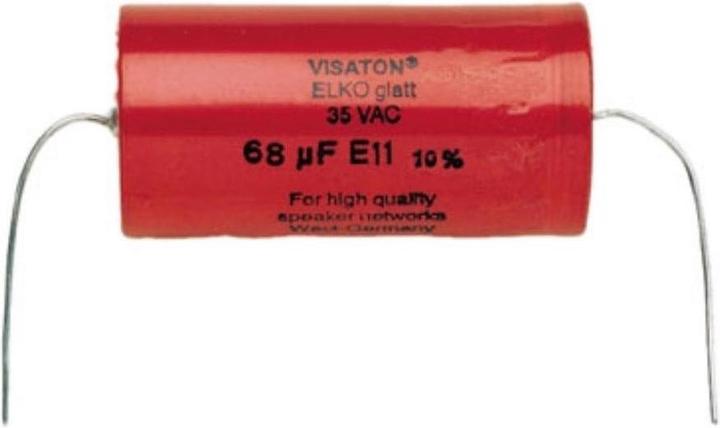 VISATON®
ELKO glatt
35 VAC
68 µF E11 10%
For high quality
speaker networks
West-Germany